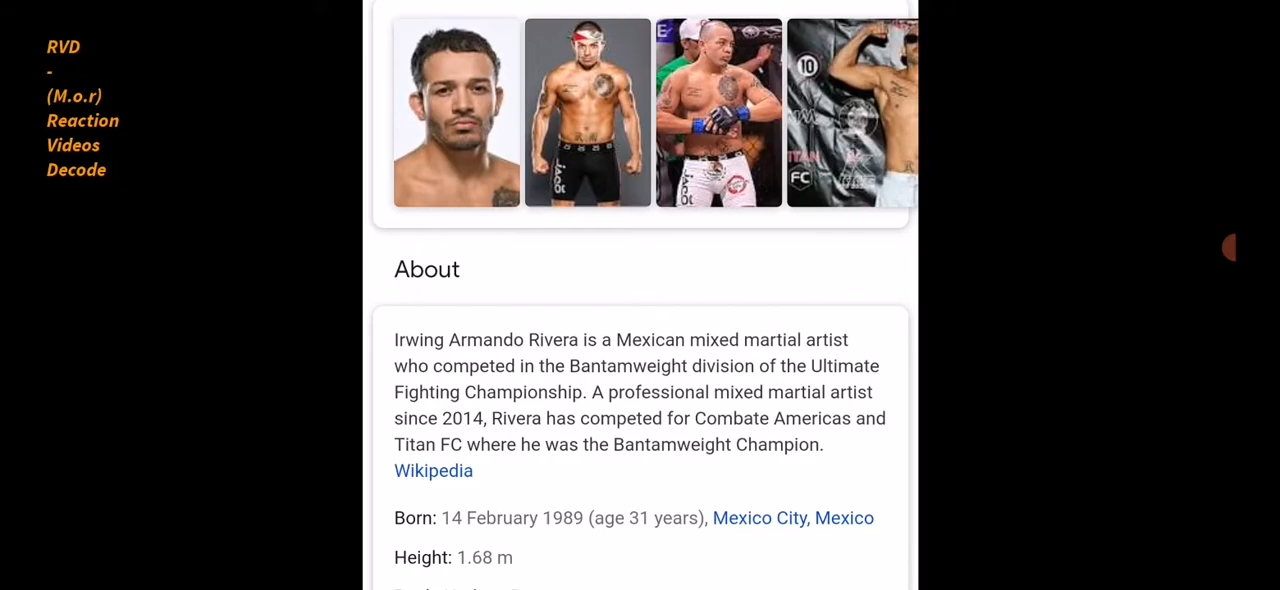 RVD
-
(M.o.r)
Reaction
Videos
Decode
10
TITAN
FC
About
Irwing Armando Rivera is a Mexican mixed martial artist
who competed in the Bantamweight division of the Ultimate
Fighting Championship. A professional mixed martial artist
since 2014, Rivera has competed for Combate Americas and
Titan FC where he was the Bantamweight Champion.
Wikipedia
Born: 14 February 1989 (age 31 years), Mexico City, Mexico
Height: 1.68 m